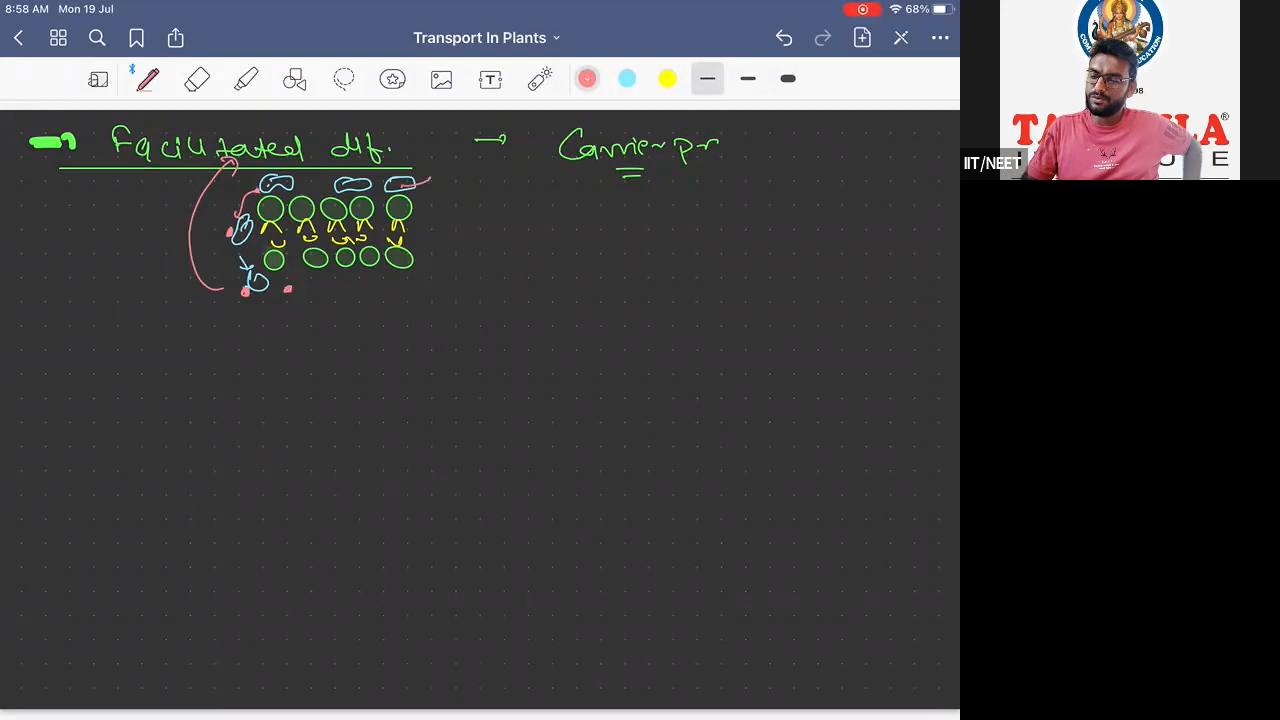 8:58 AM Mon 19 Jul
68%
Transport In Plants
Facilitated dif. → Carrier pr
IIT/NEET